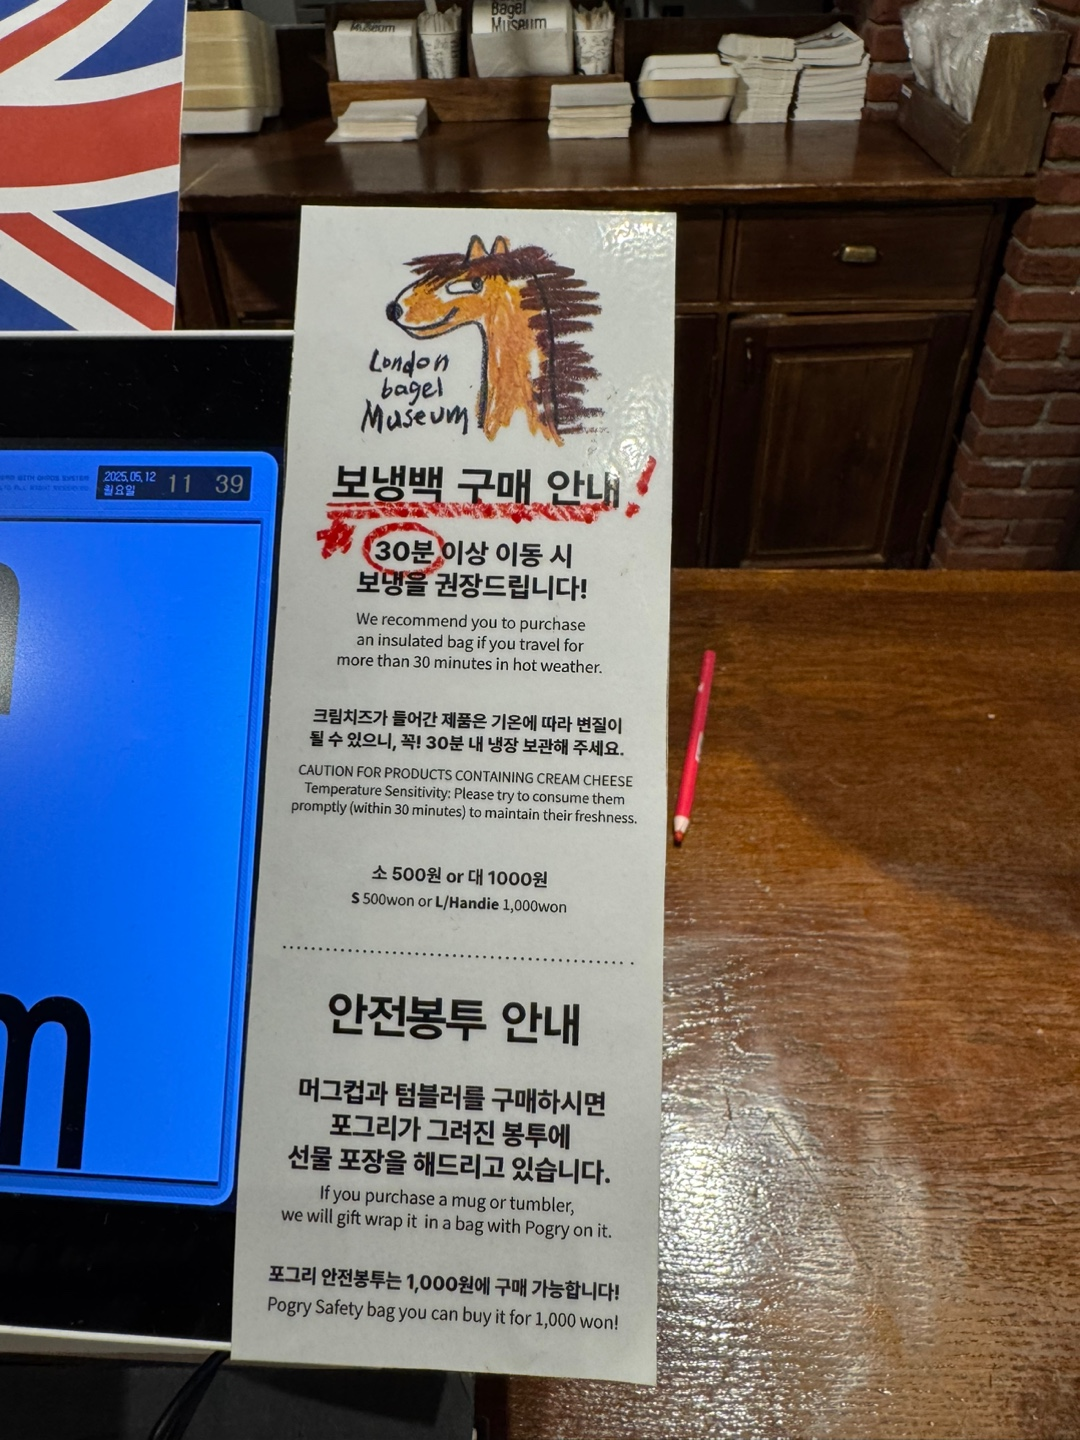 Museum
Bagel
Museum
2025.05.12
월요일
11 39
m
London
bagel
Museum
보냉백 구매 안내!
30분 이상 이동 시
보냉을 권장드립니다!
We recommend you to purchase
an insulated bag if you travel for
more than 30 minutes in hot weather.
크림치즈가 들어간 제품은 기온에 따라 변질이
될 수 있으니, 꼭! 30분 내 냉장 보관해 주세요.
CAUTION FOR PRODUCTS CONTAINING CREAM CHEESE
Temperature Sensitivity: Please try to consume them
promptly (within 30 minutes) to maintain their freshness.
소 500원 or 대 1000원
S 500won or L/Handie 1,000won
안전봉투 안내
머그컵과 텀블러를 구매하시면
포그리가 그려진 봉투에
선물 포장을 해드리고 있습니다.
If you purchase a mug or tumbler,
we will gift wrap it in a bag with Pogry on it.
포그리 안전봉투는 1,000원에 구매 가능합니다!
Pogry Safety bag you can buy it for 1,000 won!